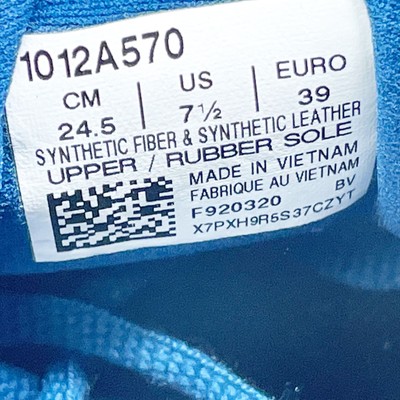 1012A570
CM | US | EURO
24.5 | 7½ | 39
SYNTHETIC FIBER & SYNTHETIC LEATHER
UPPER / RUBBER SOLE
MADE IN VIETNAM
FABRIQUE AU VIETNAM
F920320 BV
X7PXH9R5S37CZYT